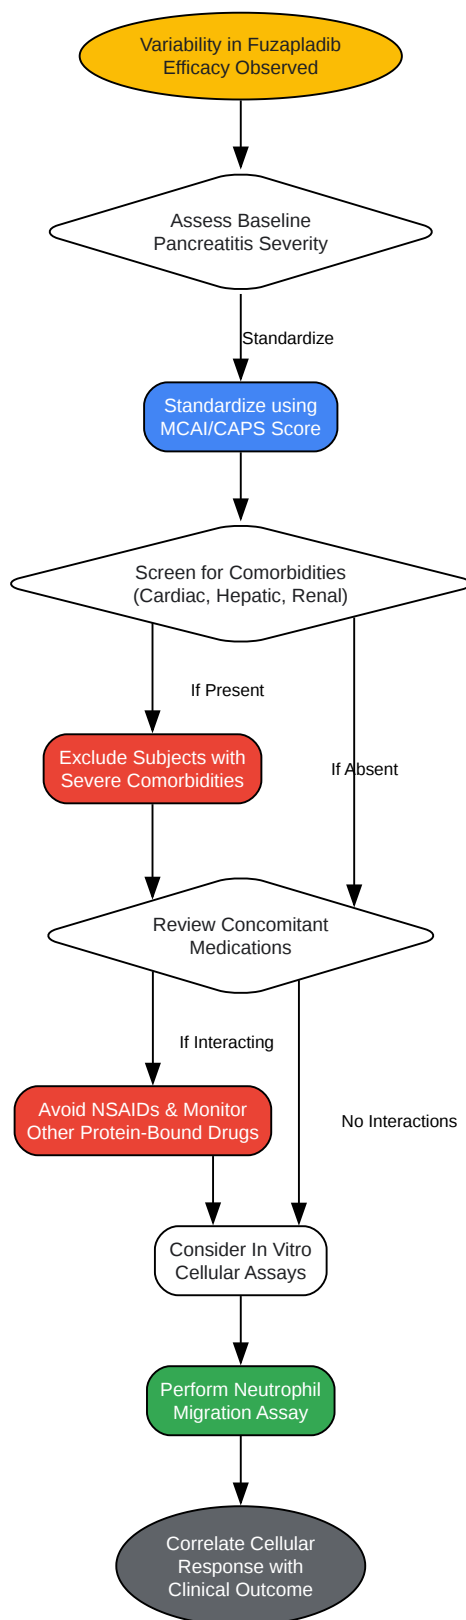 Variability in Fuzapladib
Efficacy Observed
Assess Baseline
Pancreatitis Severity
Standardize
Standardize using
MCAI/CAPS Score
Screen for Comorbidities
(Cardiac, Hepatic, Renal)
If Present
Exclude Subjects with
Severe Comorbidities
If Absent
Review Concomitant
Medications
If Interacting
Avoid NSAIDs & Monitor
Other Protein-Bound Drugs
No Interactions
Consider In Vitro
Cellular Assays
Perform Neutrophil
Migration Assay
Correlate Cellular
Response with
Clinical Outcome